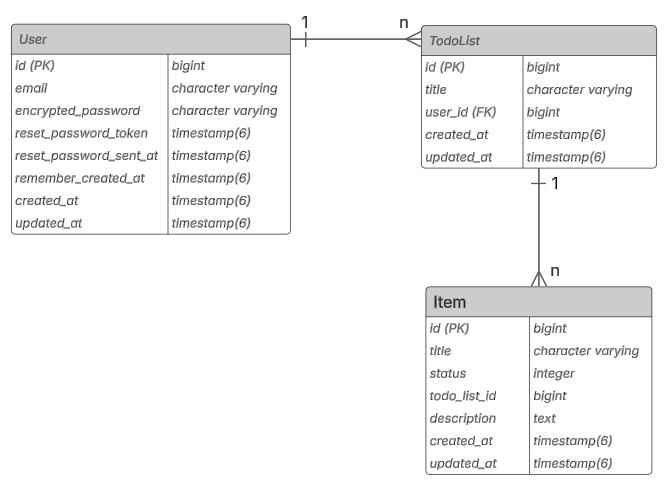 User
id (PK) bigint
email character varying
encrypted_password character varying
reset_password_token timestamp(6)
reset_password_sent_at timestamp(6)
remember_created_at timestamp(6)
created_at timestamp(6)
updated_at timestamp(6)
1 n
TodoList
id (PK) bigint
title character varying
user_id (FK) bigint
created_at timestamp(6)
updated_at timestamp(6)
1
n
Item
id (PK) bigint
title character varying
status integer
todo_list_id bigint
description text
created_at timestamp(6)
updated_at timestamp(6)